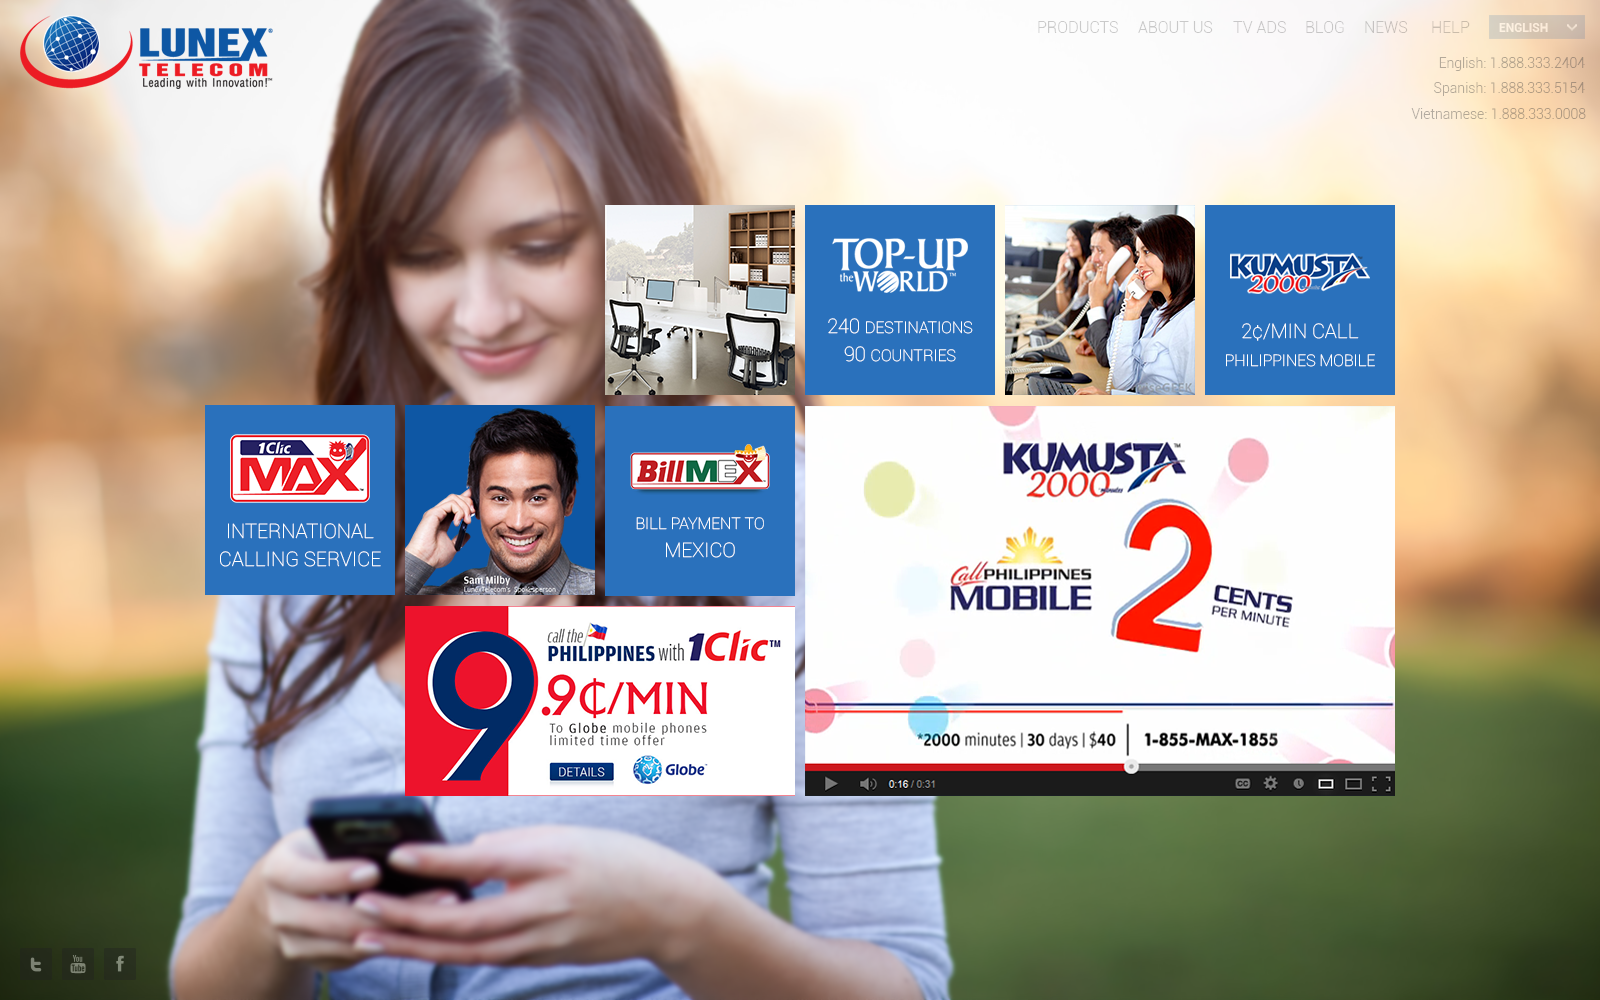 LUNEX
TELECOM
Leading with Innovation!™
PRODUCTS ABOUT US TV ADS BLOG NEWS HELP ENGLISH
English: 1.888.333.2404
Spanish: 1.888.333.5154
Vietnamese: 1.888.333.0008
TOP-UP
the WORLD™
240 DESTINATIONS
90 COUNTRIES
KUMUSTA
2000
2¢/MIN CALL
PHILIPPINES MOBILE
1Clic
MAX
INTERNATIONAL
CALLING SERVICE
Sam Milby
LunexTelecom's Spokesperson
BillMEX
BILL PAYMENT TO
MEXICO
KUMUSTA™
2000 minutes
Call PHILIPPINES
MOBILE
2 CENTS
PER MINUTE
*2000 minutes | 30 days | $40 | 1-855-MAX-1855
0:16 / 0:31
CC
call the
PHILIPPINES with 1Clic™
9.9¢/MIN
To Globe mobile phones
limited time offer
DETAILS
Globe
t You Tube f